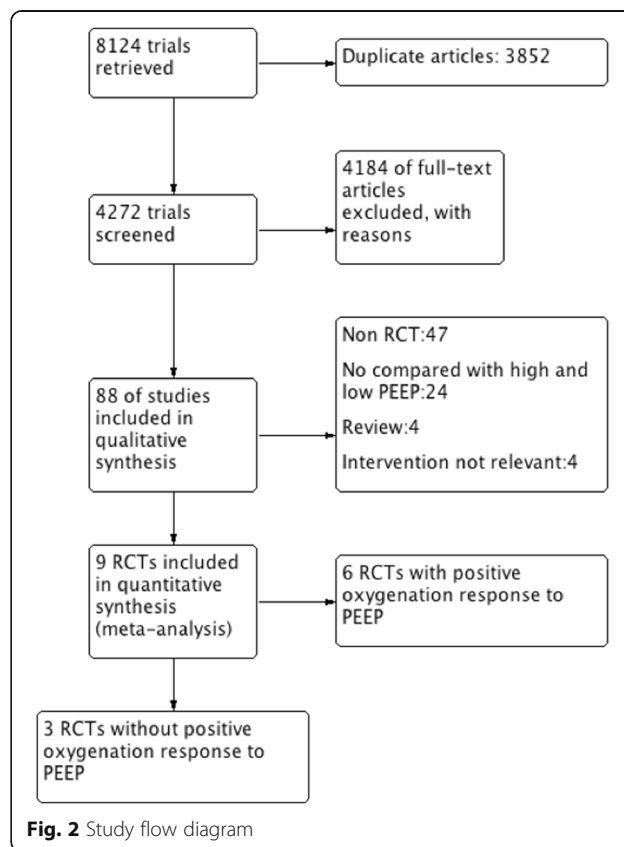 8124 trials
retrieved
Duplicate articles: 3852
4272 trials
screened
4184 of full-text
articles
excluded, with
reasons
88 of studies
included in
qualitative
synthesis
Non RCT:47
No compared with high and
low PEEP:24
Review:4
Intervention not relevant:4
9 RCTs included
in quantitative
synthesis
(meta-analysis)
6 RCTs with positive
oxygenation response to
PEEP
3 RCTs without positive
oxygenation response to
PEEP
Fig. 2 Study flow diagram